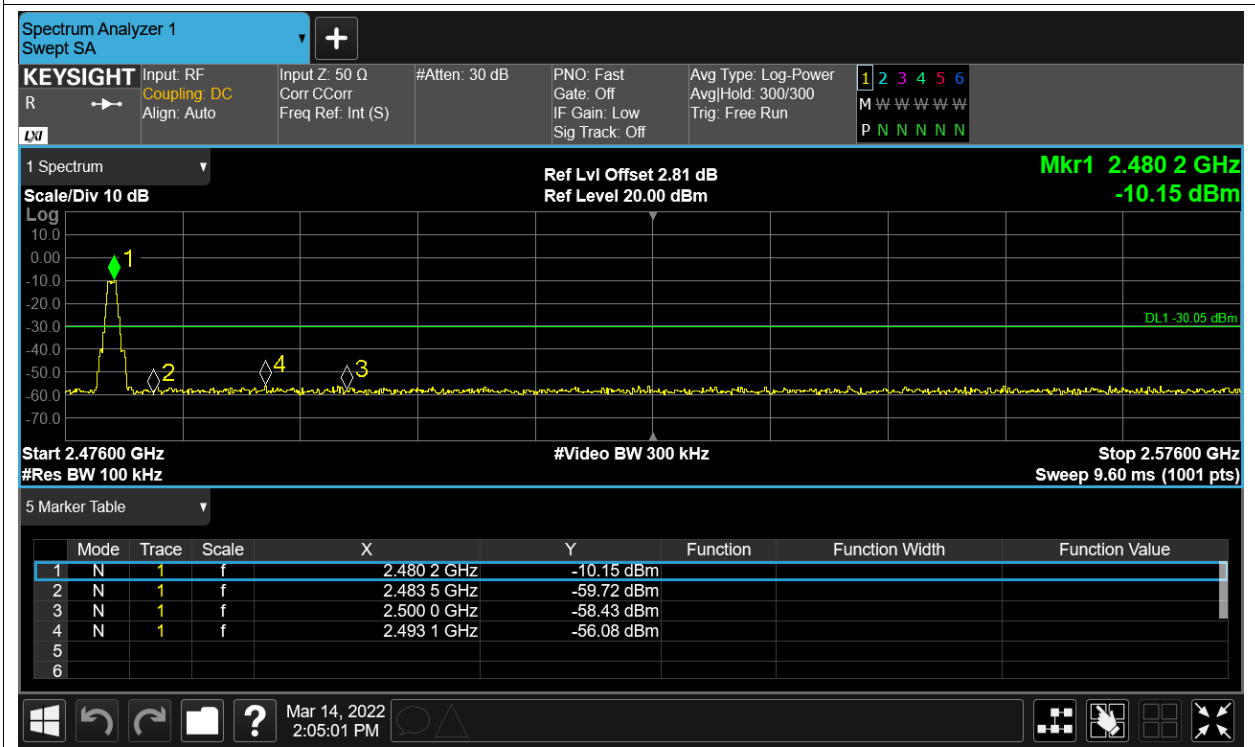 Spectrum Analyzer 1
Swept SA
KEYSIGHT
R
LXI
Input: RF
Coupling: DC
Align: Auto
Input Z: 50 Ω
Corr CCorr
Freq Ref: Int (S)
#Atten: 30 dB
PNO: Fast
Gate: Off
IF Gain: Low
Sig Track: Off
Avg Type: Log-Power
Avg|Hold: 300/300
Trig: Free Run
1 2 3 4 5 6
M W W W W W
P N N N N N
1 Spectrum
Scale/Div 10 dB
Ref Lvl Offset 2.81 dB
Ref Level 20.00 dBm
Mkr1 2.480 2 GHz
-10.15 dBm
Log
10.0
0.00
-10.0
-20.0
-30.0
-40.0
-50.0
-60.0
-70.0
1
2
4
3
DL1 -30.05 dBm
Start 2.47600 GHz
#Res BW 100 kHz
#Video BW 300 kHz
Stop 2.57600 GHz
Sweep 9.60 ms (1001 pts)
5 Marker Table
Mode Trace Scale X Y Function Function Width Function Value
1 N 1 f 2.480 2 GHz -10.15 dBm
2 N 1 f 2.483 5 GHz -59.72 dBm
3 N 1 f 2.500 0 GHz -58.43 dBm
4 N 1 f 2.493 1 GHz -56.08 dBm
5
6
?
Mar 14, 2022
2:05:01 PM